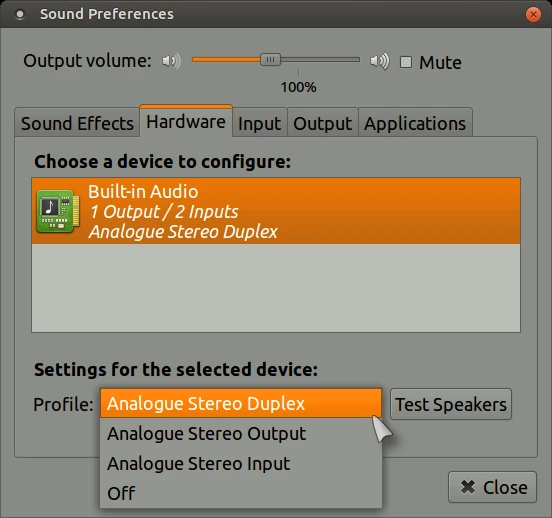 Sound Preferences
Output volume:
Mute
100%
Sound Effects
Hardware
Input
Output
Applications
Choose a device to configure:
Built-in Audio
1 Output / 2 Inputs
Analogue Stereo Duplex
Settings for the selected device:
Profile:
Analogue Stereo Duplex
Test Speakers
Analogue Stereo Output
Analogue Stereo Input
Off
Close